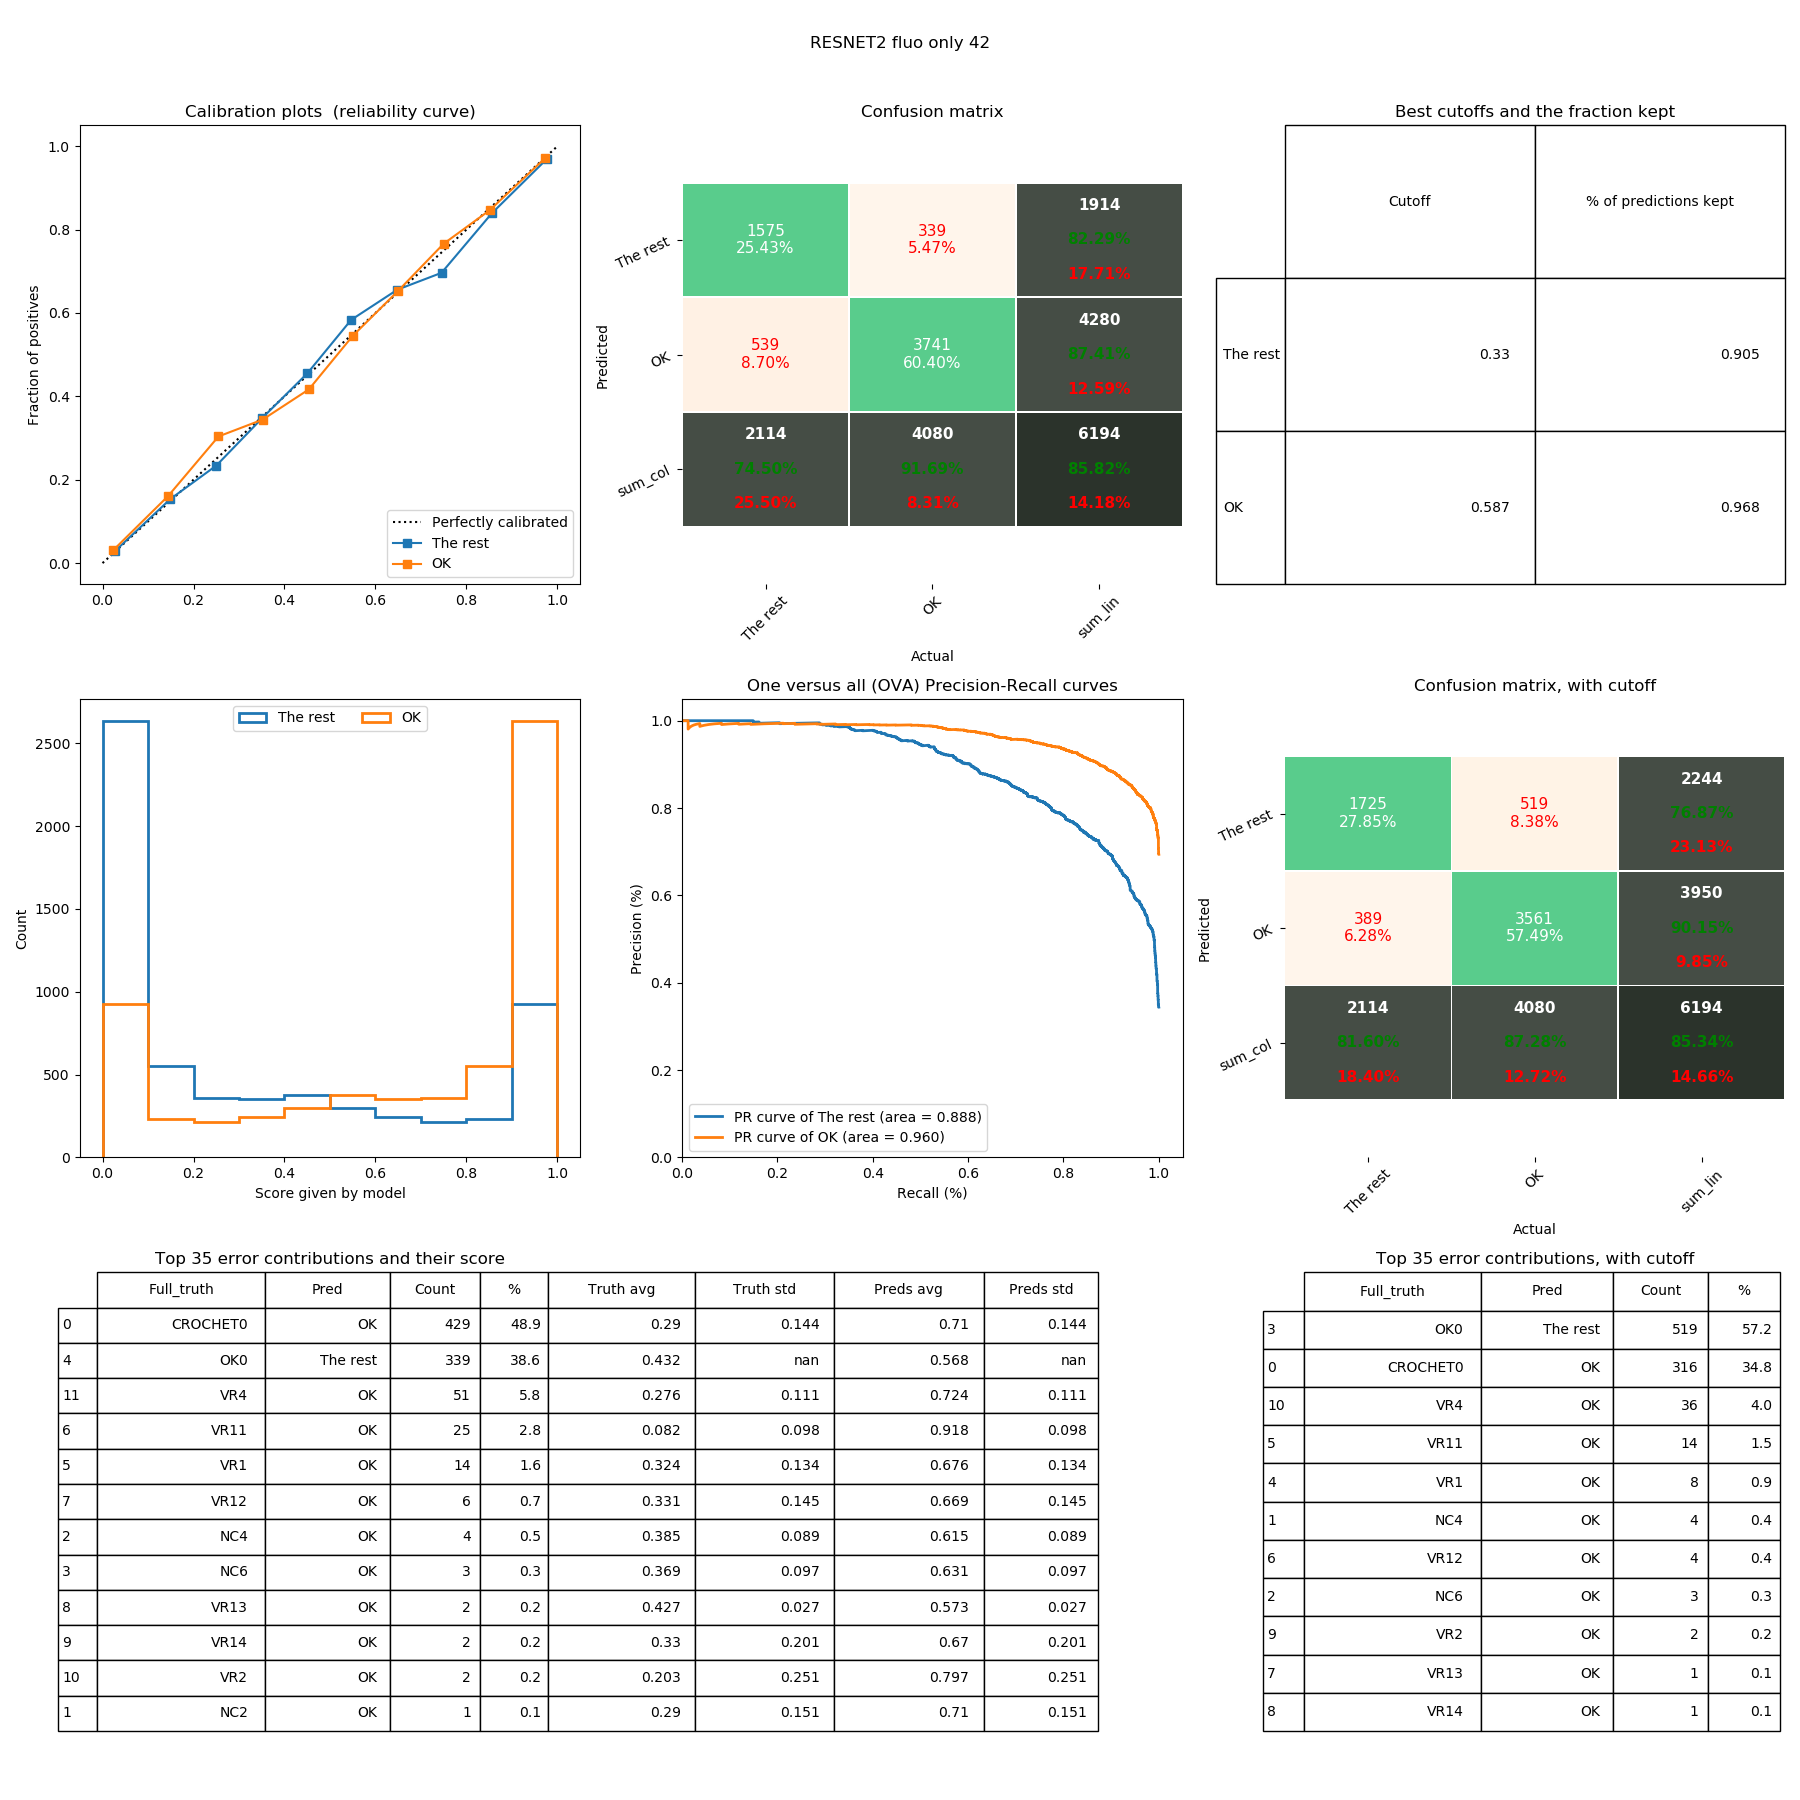 RESNET2 fluo only 42
Calibration plots  (reliability curve)
Fraction of positives
1.0
0.8
0.6
0.4
0.2
0.0
0.0 0.2 0.4 0.6 0.8 1.0
Perfectly calibrated
The rest
OK
Confusion matrix
Predicted
The rest
OK
sum_col
1575
25.43%
339
5.47%
1914
82.29%
17.71%
539
8.70%
3741
60.40%
4280
87.41%
12.59%
2114
74.50%
25.50%
4080
91.69%
8.31%
6194
85.82%
14.18%
The rest
OK
sum_lin
Actual
Best cutoffs and the fraction kept
Cutoff % of predictions kept
The rest 0.33 0.905
OK 0.587 0.968
Count
2500
2000
1500
1000
500
0
0.0 0.2 0.4 0.6 0.8 1.0
Score given by model
The rest OK
One versus all (OVA) Precision-Recall curves
Precision (%)
1.0
0.8
0.6
0.4
0.2
0.0
0.0 0.2 0.4 0.6 0.8 1.0
Recall (%)
PR curve of The rest (area = 0.888)
PR curve of OK (area = 0.960)
Confusion matrix, with cutoff
Predicted
The rest
OK
sum_col
1725
27.85%
519
8.38%
2244
76.87%
23.13%
389
6.28%
3561
57.49%
3950
90.15%
9.85%
2114
81.60%
18.40%
4080
87.28%
12.72%
6194
85.34%
14.66%
The rest
OK
sum_lin
Actual
Top 35 error contributions and their score
Full_truth Pred Count % Truth avg Truth std Preds avg Preds std
0 CROCHET0 OK 429 48.9 0.29 0.144 0.71 0.144
4 OK0 The rest 339 38.6 0.432 nan 0.568 nan
11 VR4 OK 51 5.8 0.276 0.111 0.724 0.111
6 VR11 OK 25 2.8 0.082 0.098 0.918 0.098
5 VR1 OK 14 1.6 0.324 0.134 0.676 0.134
7 VR12 OK 6 0.7 0.331 0.145 0.669 0.145
2 NC4 OK 4 0.5 0.385 0.089 0.615 0.089
3 NC6 OK 3 0.3 0.369 0.097 0.631 0.097
8 VR13 OK 2 0.2 0.427 0.027 0.573 0.027
9 VR14 OK 2 0.2 0.33 0.201 0.67 0.201
10 VR2 OK 2 0.2 0.203 0.251 0.797 0.251
1 NC2 OK 1 0.1 0.29 0.151 0.71 0.151
Top 35 error contributions, with cutoff
Full_truth Pred Count %
3 OK0 The rest 519 57.2
0 CROCHET0 OK 316 34.8
10 VR4 OK 36 4.0
5 VR11 OK 14 1.5
4 VR1 OK 8 0.9
1 NC4 OK 4 0.4
6 VR12 OK 4 0.4
2 NC6 OK 3 0.3
9 VR2 OK 2 0.2
7 VR13 OK 1 0.1
8 VR14 OK 1 0.1